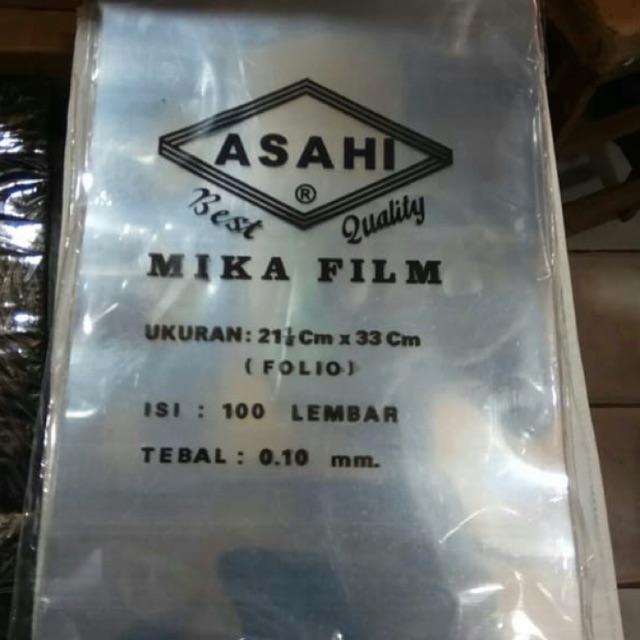 ASAHI
®
Best Quality
MIKA FILM
UKURAN: 21½ Cm x 33 Cm
( FOLIO )
ISI : 100 LEMBAR
TEBAL : 0.10 mm.